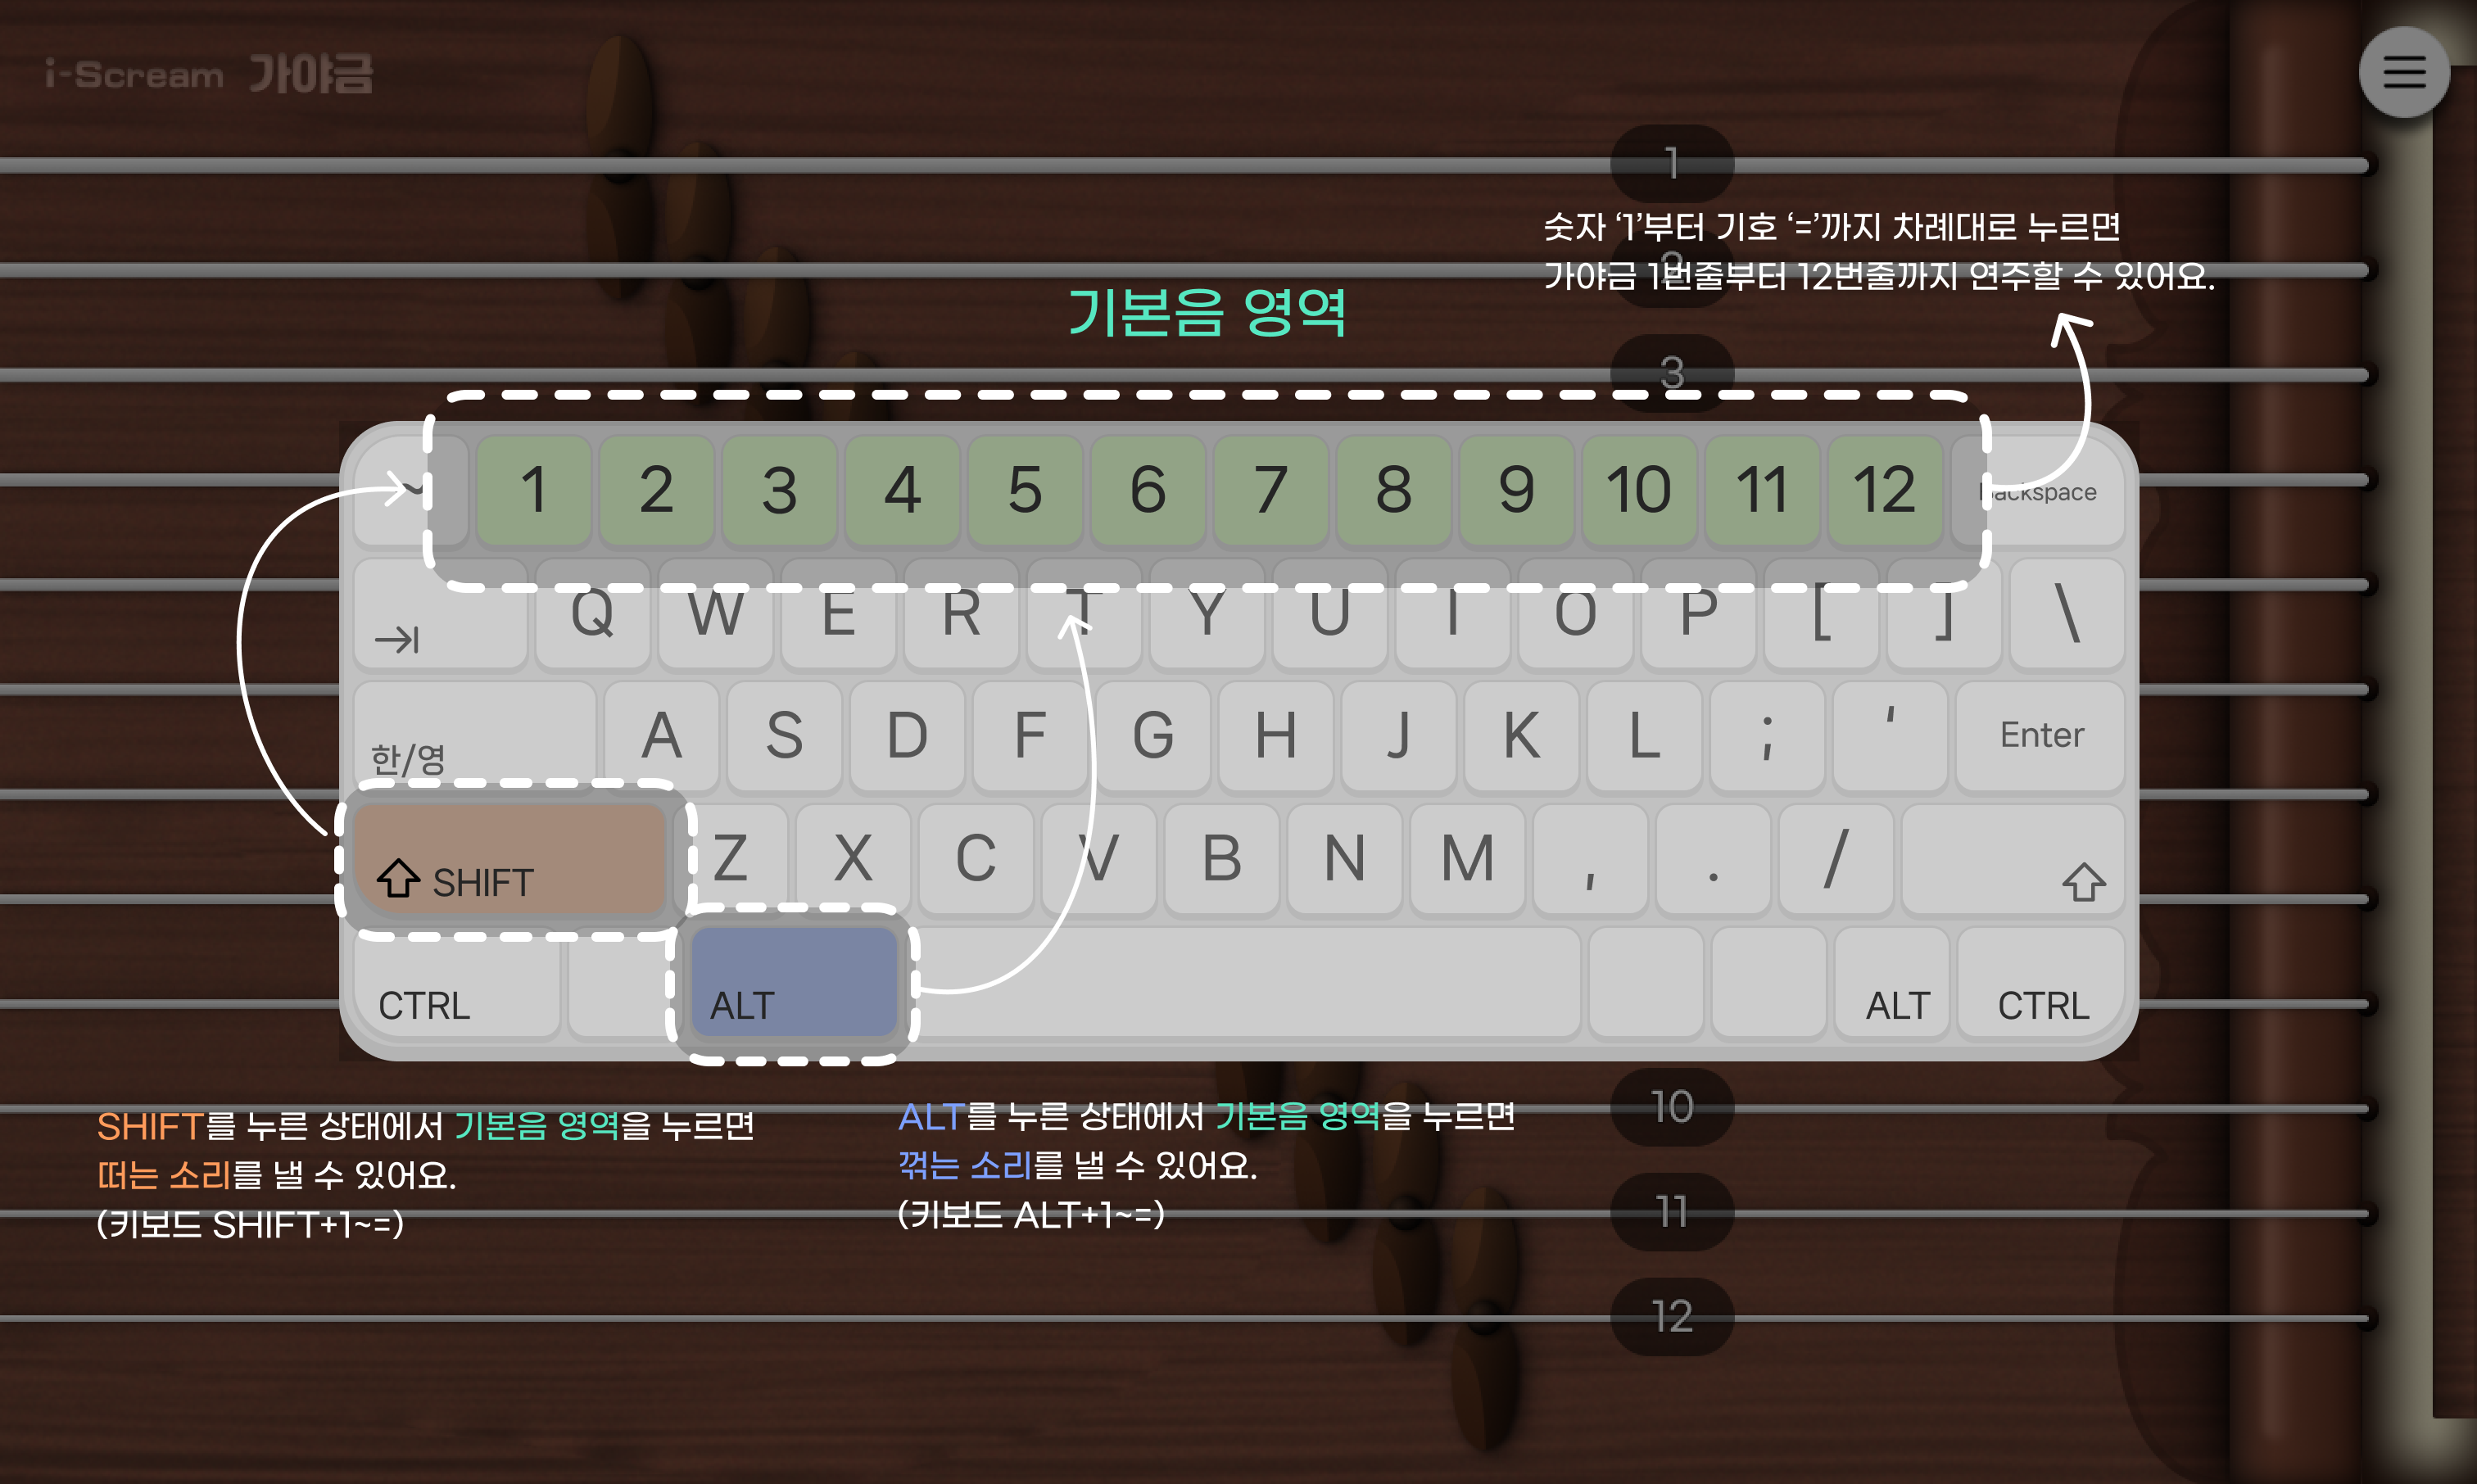 i-Scream 가야금
1
숫자 ‘1’부터 기호 ‘=’까지 차례대로 누르면
2
가야금 1번줄부터 12번줄까지 연주할 수 있어요.
기본음 영역
3
~ 1 2 3 4 5 6 7 8 9 10 11 12 Backspace
Q W E R T Y U I O P [ ] \
한/영 A S D F G H J K L ; ' Enter
SHIFT Z X C V B N M , . /
CTRL ALT ALT CTRL
10
SHIFT를 누른 상태에서 기본음 영역을 누르면
떠는 소리를 낼 수 있어요.
(키보드 SHIFT+1~=)
ALT를 누른 상태에서 기본음 영역을 누르면
꺾는 소리를 낼 수 있어요.
(키보드 ALT+1~=)
11
12